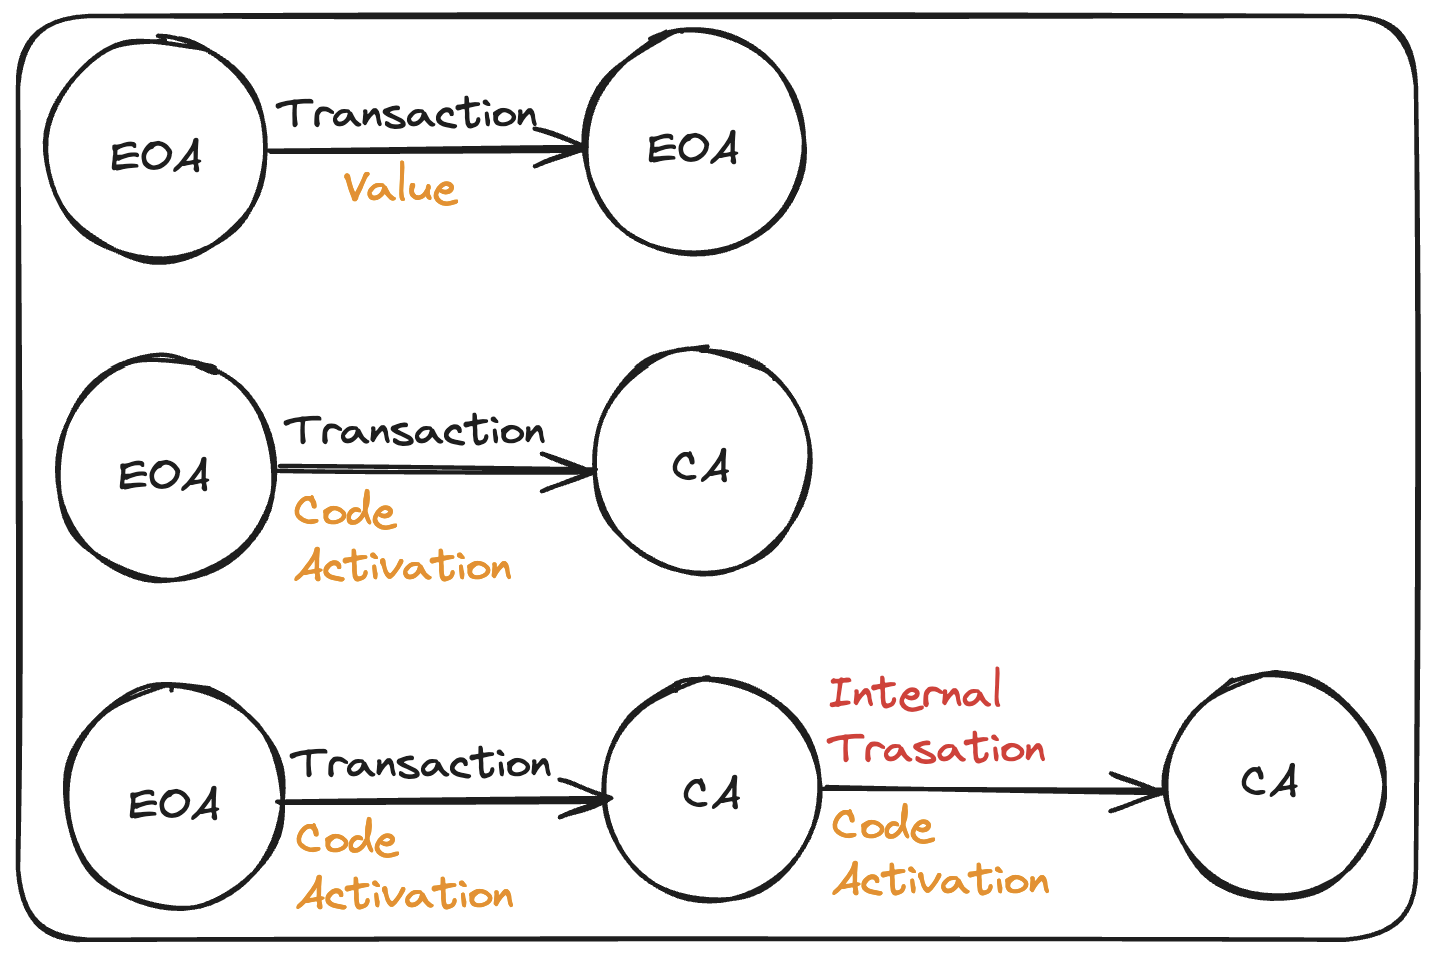 EOA
Transaction
Value
EOA
EOA
Transaction
Code
Activation
CA
EOA
Transaction
Code
Activation
CA
Internal
Trasation
Code
Activation
CA